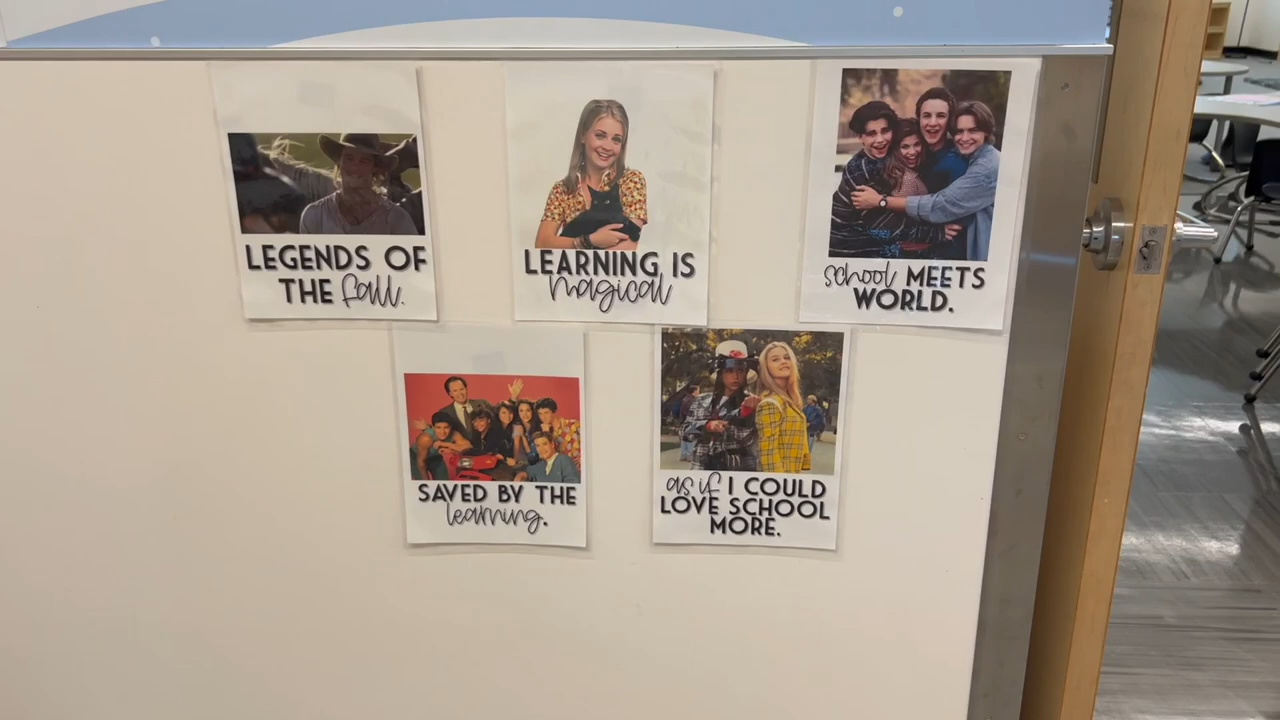 LEGENDS OF
THE fall.
LEARNING IS
magical
school MEETS
WORLD.
SAVED BY THE
learning.
as if I COULD
LOVE SCHOOL
MORE.